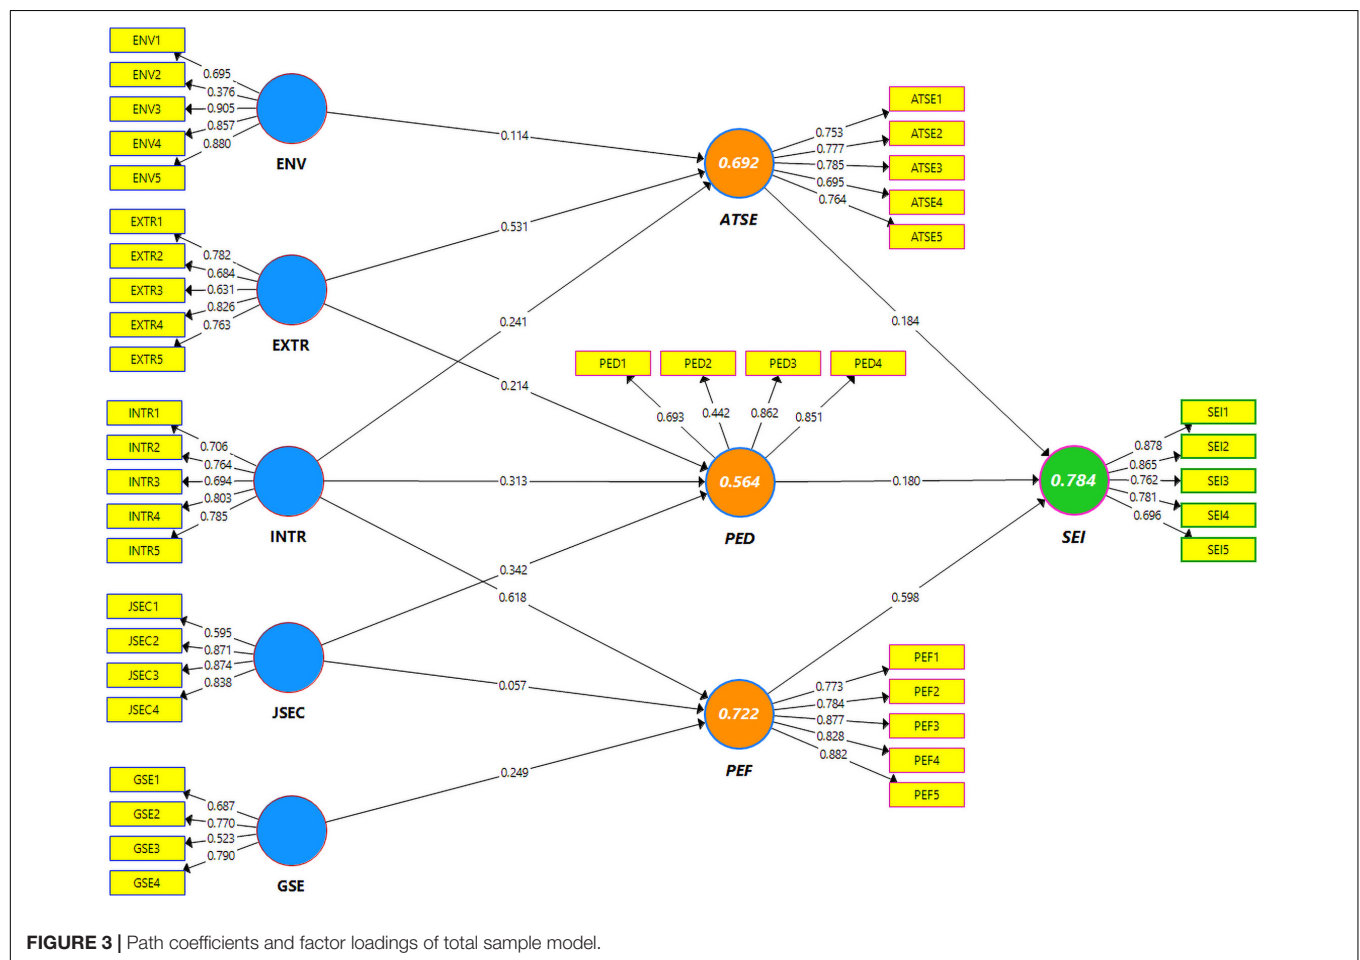 ENV1
ENV2
ENV3
ENV4
ENV5
0.695
0.376
0.905
0.857
0.880
ENV
EXTR1
EXTR2
EXTR3
EXTR4
EXTR5
0.782
0.684
0.631
0.826
0.763
EXTR
INTR1
INTR2
INTR3
INTR4
INTR5
0.706
0.764
0.694
0.803
0.785
INTR
JSEC1
JSEC2
JSEC3
JSEC4
0.595
0.871
0.874
0.838
JSEC
GSE1
GSE2
GSE3
GSE4
0.687
0.770
0.523
0.790
GSE
0.114
0.531
0.241
0.214
0.313
0.342
0.618
0.057
0.249
0.692
ATSE
0.753
0.777
0.785
0.695
0.764
ATSE1
ATSE2
ATSE3
ATSE4
ATSE5
PED1
PED2
PED3
PED4
0.693
0.442
0.862
0.851
0.564
PED
0.722
PEF
0.773
0.784
0.877
0.828
0.882
PEF1
PEF2
PEF3
PEF4
PEF5
0.184
0.180
0.598
0.784
SEI
0.878
0.865
0.762
0.781
0.696
SEI1
SEI2
SEI3
SEI4
SEI5
FIGURE 3 | Path coefficients and factor loadings of total sample model.